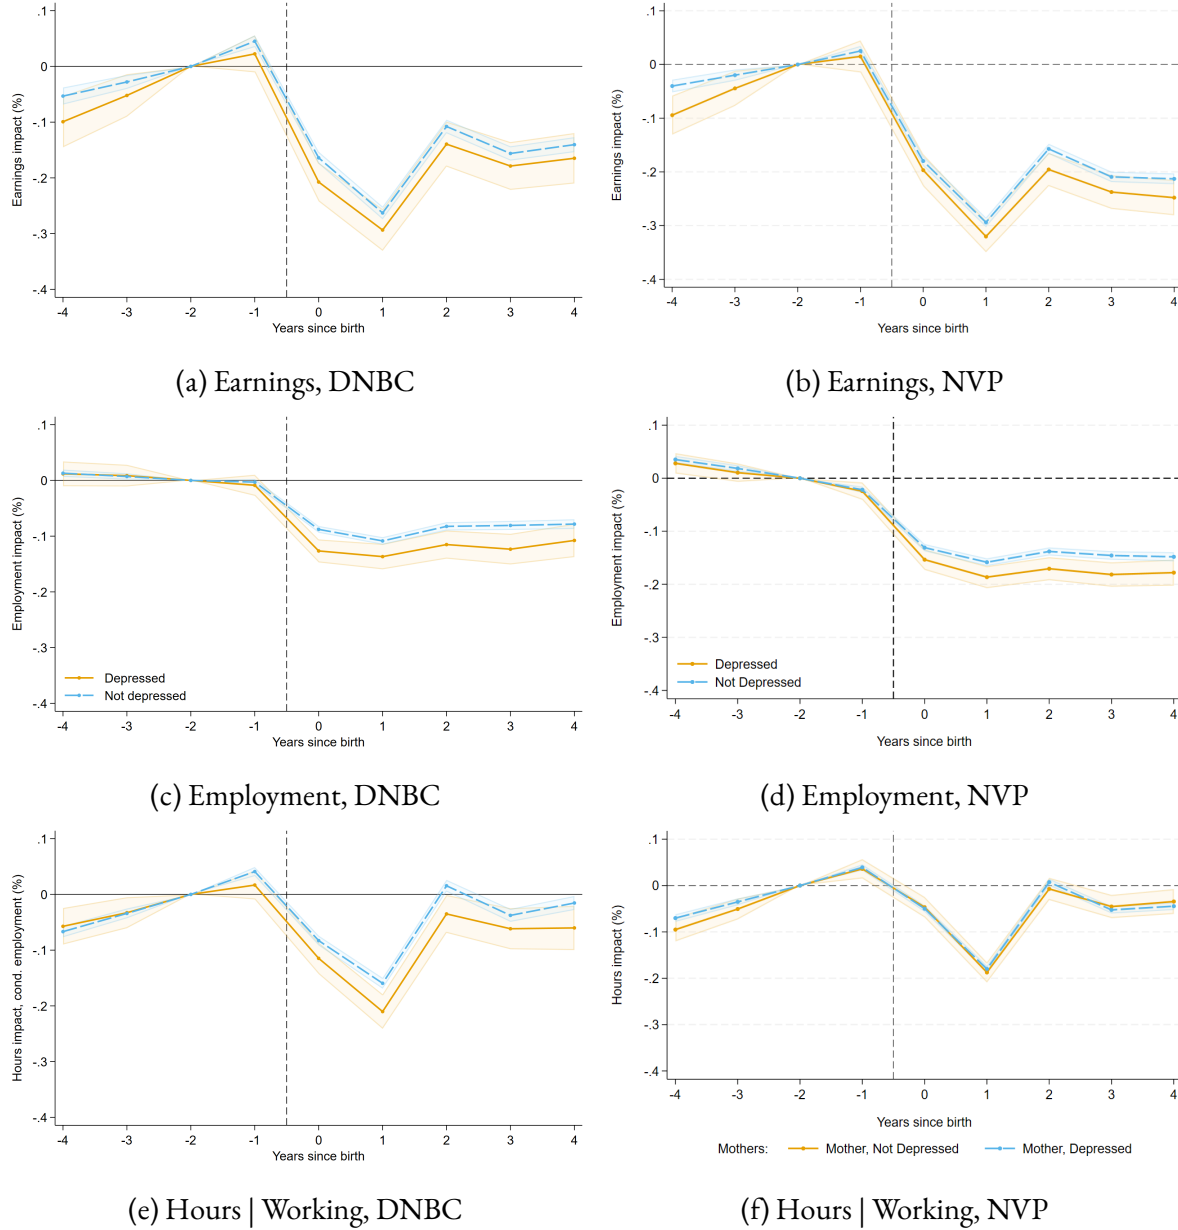 .1
0
-.1
-.2
-.3
-.4
Earnings impact (%)
-4 -3 -2 -1 0 1 2 3 4
Years since birth
(a) Earnings, DNBC
.1
0
-.1
-.2
-.3
-.4
Earnings impact (%)
-4 -3 -2 -1 0 1 2 3 4
Years since birth
(b) Earnings, NVP
.1
0
-.1
-.2
-.3
-.4
Employment impact (%)
Depressed
Not depressed
-4 -3 -2 -1 0 1 2 3 4
Years since birth
(c) Employment, DNBC
.1
0
-.1
-.2
-.3
-.4
Employment impact (%)
Depressed
Not Depressed
-4 -3 -2 -1 0 1 2 3 4
Years since birth
(d) Employment, NVP
.1
0
-.1
-.2
-.3
-.4
Hours impact, cond. employment (%)
-4 -3 -2 -1 0 1 2 3 4
Years since birth
(e) Hours | Working, DNBC
.1
0
-.1
-.2
-.3
-.4
Hours impact (%)
-4 -3 -2 -1 0 1 2 3 4
Years since birth
Mothers: Mother, Not Depressed Mother, Depressed
(f) Hours | Working, NVP